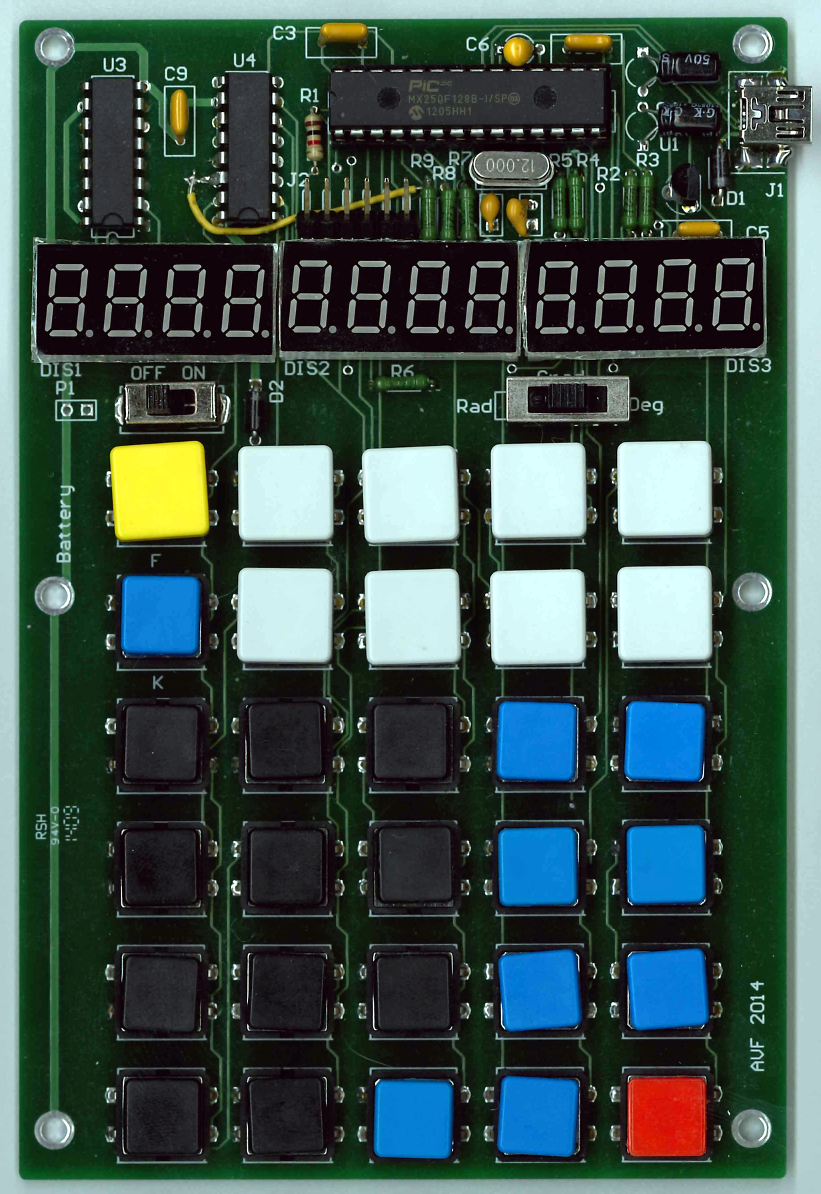 C3
C6
U3
C9
U4
PIC
MX250F128B-I/SP
1205HH1
50V
G-K
R1
U1
J2
R9
R7
R8
12.000
R5
R4
R3
R2
D1
J1
C5
DIS1
DIS2
DIS3
OFF ON
P1
D2
R6
Rad
Deg
Battery
F
K
RSH
94V-0
1409
AVF 2014